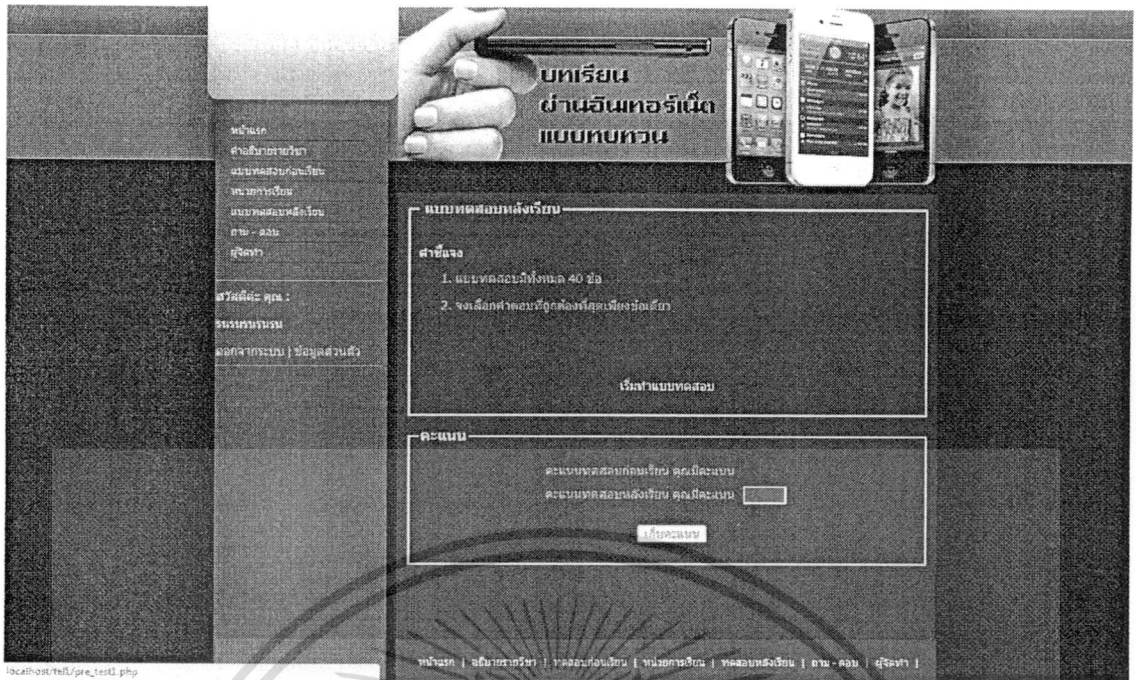 บทเรียน
ผ่านอินเทอร์เน็ต
แบบทบทวน
หน้าแรก
คำอธิบายรายวิชา
แบบทดสอบก่อนเรียน
หน่วยการเรียน
แบบทดสอบหลังเรียน
ถาม - ตอบ
ผู้จัดทำ
สวัสดีค่ะ คุณ :
รนรนรนรนรน
ออกจากระบบ | ข้อมูลส่วนตัว
แบบทดสอบหลังเรียน
คำชี้แจง
1. แบบทดสอบมีทั้งหมด 40 ข้อ
2. จงเลือกคำตอบที่ถูกต้องที่สุดเพียงข้อเดียว
เริ่มทำแบบทดสอบ
คะแนน
คะแนนทดสอบก่อนเรียน คุณมีคะแนน
คะแนนทดสอบหลังเรียน คุณมีคะแนน
เก็บคะแนน
หน้าแรก | อธิบายรายวิชา | ทดสอบก่อนเรียน | หน่วยการเรียน | ทดสอบหลังเรียน | ถาม - ตอบ | ผู้จัดทำ |
localhost/tell/pre_test1.php